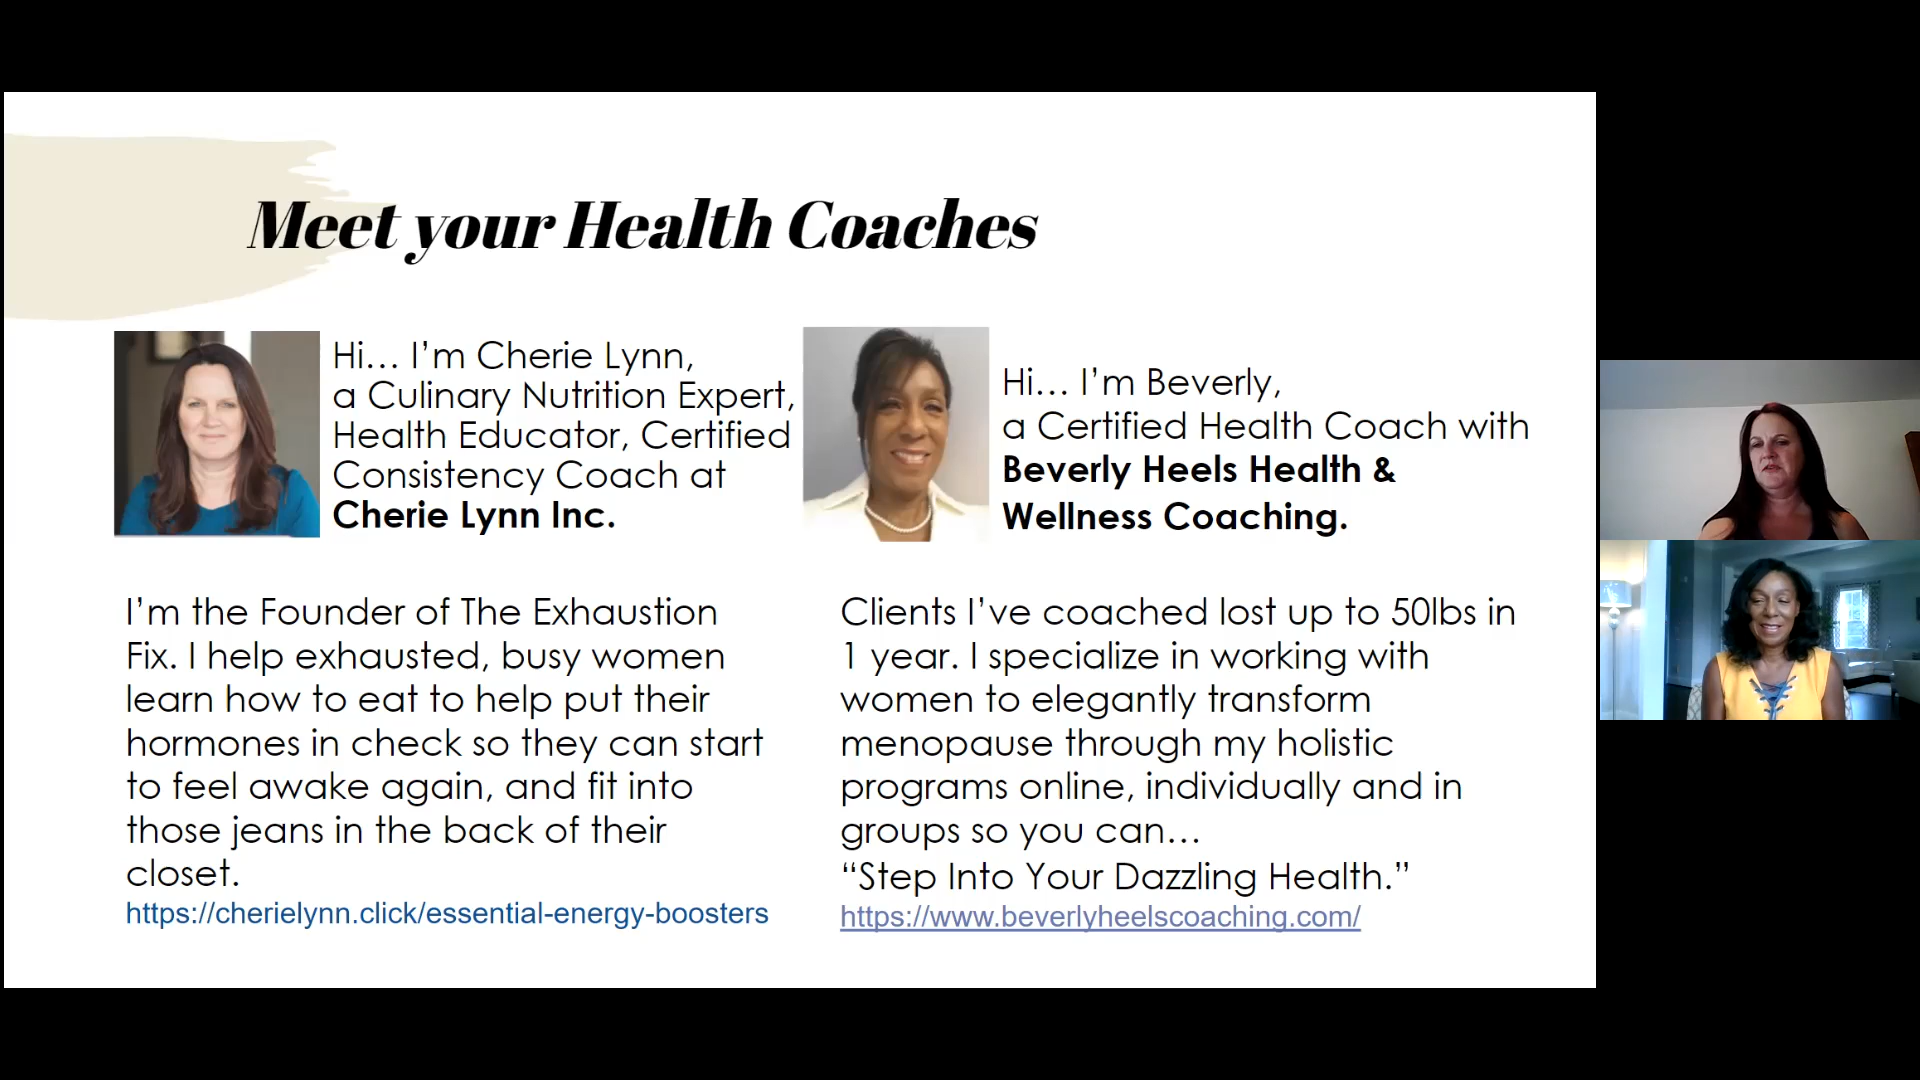 Meet your Health Coaches
Hi... I'm Cherie Lynn,
a Culinary Nutrition Expert,
Health Educator, Certified
Consistency Coach at
Cherie Lynn Inc.
I'm the Founder of The Exhaustion
Fix. I help exhausted, busy women
learn how to eat to help put their
hormones in check so they can start
to feel awake again, and fit into
those jeans in the back of their
closet.
https://cherielynn.click/essential-energy-boosters
Hi... I'm Beverly,
a Certified Health Coach with
Beverly Heels Health &
Wellness Coaching.
Clients I've coached lost up to 50lbs in
1 year. I specialize in working with
women to elegantly transform
menopause through my holistic
programs online, individually and in
groups so you can...
“Step Into Your Dazzling Health.”
https://www.beverlyheelscoaching.com/